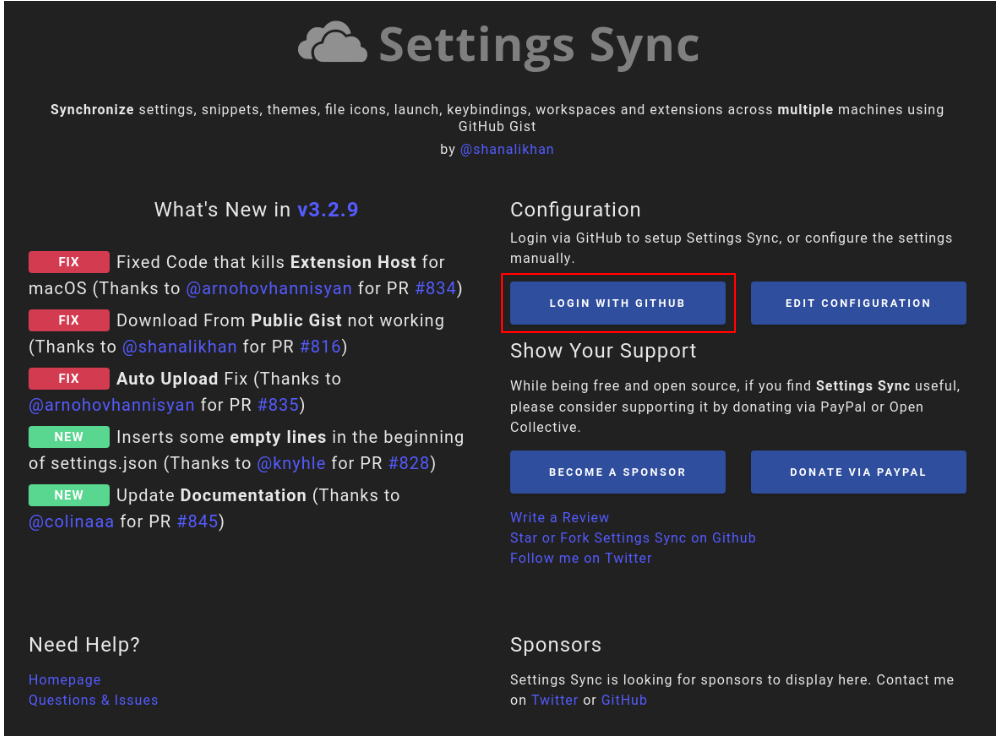 Settings Sync
Synchronize settings, snippets, themes, file icons, launch, keybindings, workspaces and extensions across multiple machines using
GitHub Gist
by @shanalikhan
What's New in v3.2.9
FIX Fixed Code that kills Extension Host for
macOS (Thanks to @arnohovhannisyan for PR #834)
FIX Download From Public Gist not working
(Thanks to @shanalikhan for PR #816)
FIX Auto Upload Fix (Thanks to
@arnohovhannisyan for PR #835)
NEW Inserts some empty lines in the beginning
of settings.json (Thanks to @knyhle for PR #828)
NEW Update Documentation (Thanks to
@colinaaa for PR #845)
Configuration
Login via GitHub to setup Settings Sync, or configure the settings
manually.
LOGIN WITH GITHUB
EDIT CONFIGURATION
Show Your Support
While being free and open source, if you find Settings Sync useful,
please consider supporting it by donating via PayPal or Open
Collective.
BECOME A SPONSOR
DONATE VIA PAYPAL
Write a Review
Star or Fork Settings Sync on Github
Follow me on Twitter
Need Help?
Homepage
Questions & Issues
Sponsors
Settings Sync is looking for sponsors to display here. Contact me
on Twitter or GitHub